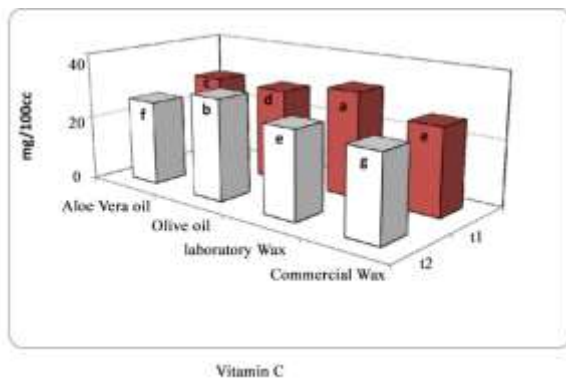 mg/100cc
40
20
0
c
d
a
e
f
b
e
g
Aloe Vera oil
Olive oil
laboratory Wax
Commercial Wax
t2
t1
Vitamin C